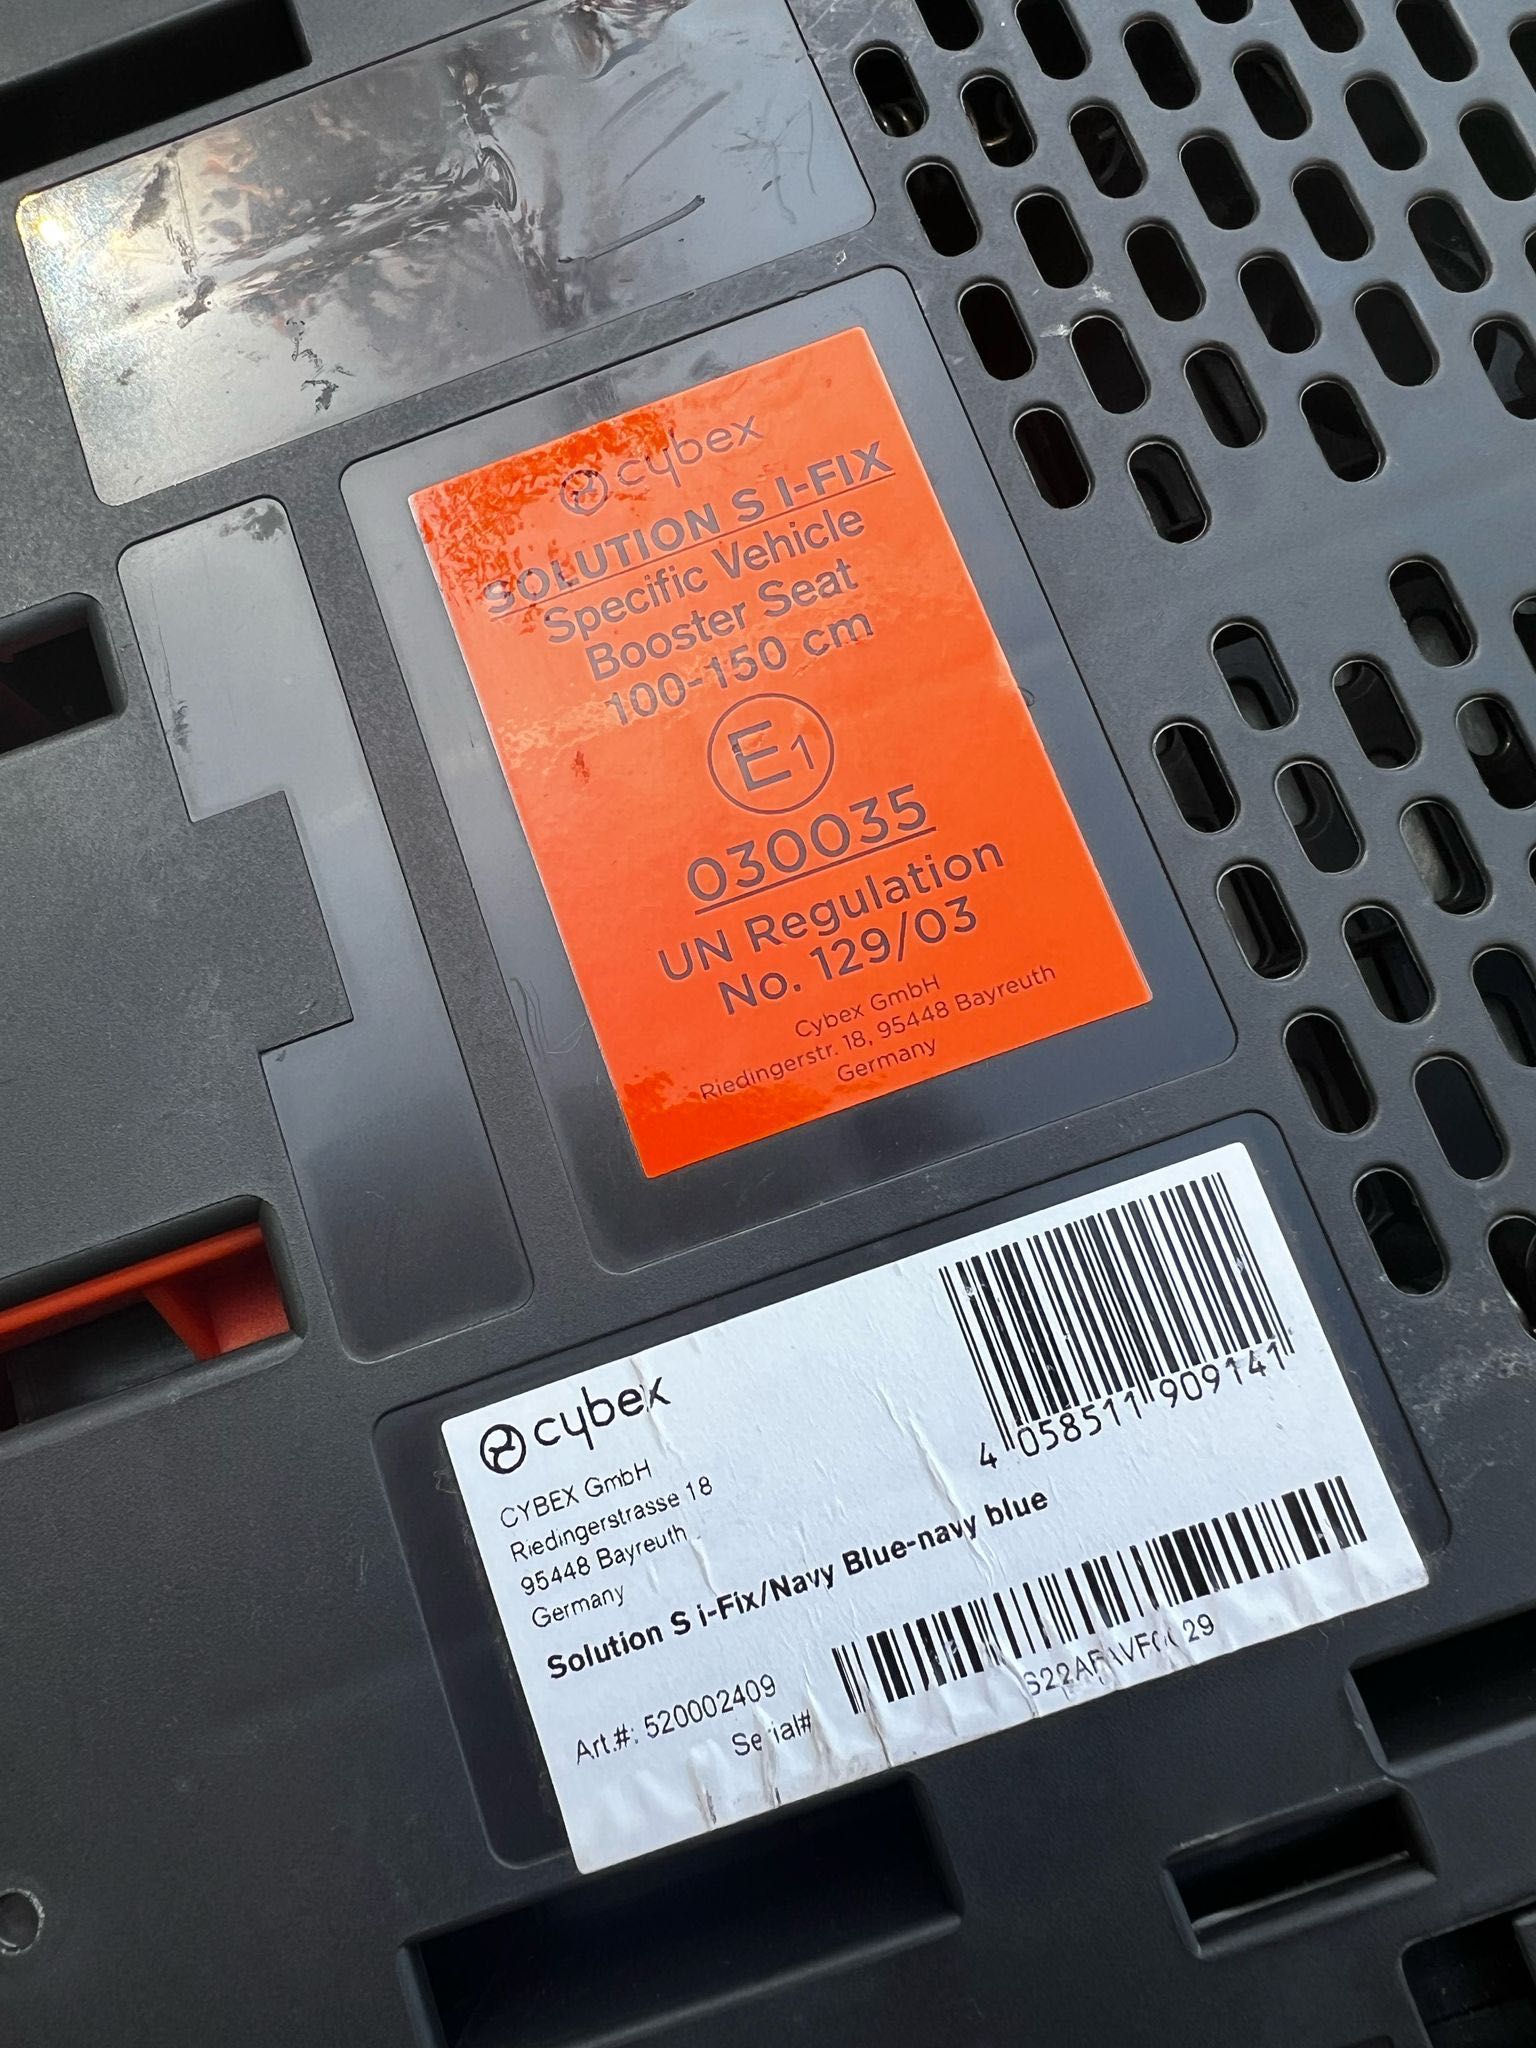 cybex
SOLUTION S I-FIX
Specific Vehicle
Booster Seat
100-150 cm
E1
030035
UN Regulation
No. 129/03
Cybex GmbH
Riedingerstr. 18, 95448 Bayreuth
Germany
cybex
4 058511 909141
CYBEX GmbH
Riedingerstrasse 18
95448 Bayreuth
Germany
Solution S i-Fix/Navy Blue-navy blue
Art.#: 520002409
Serial#